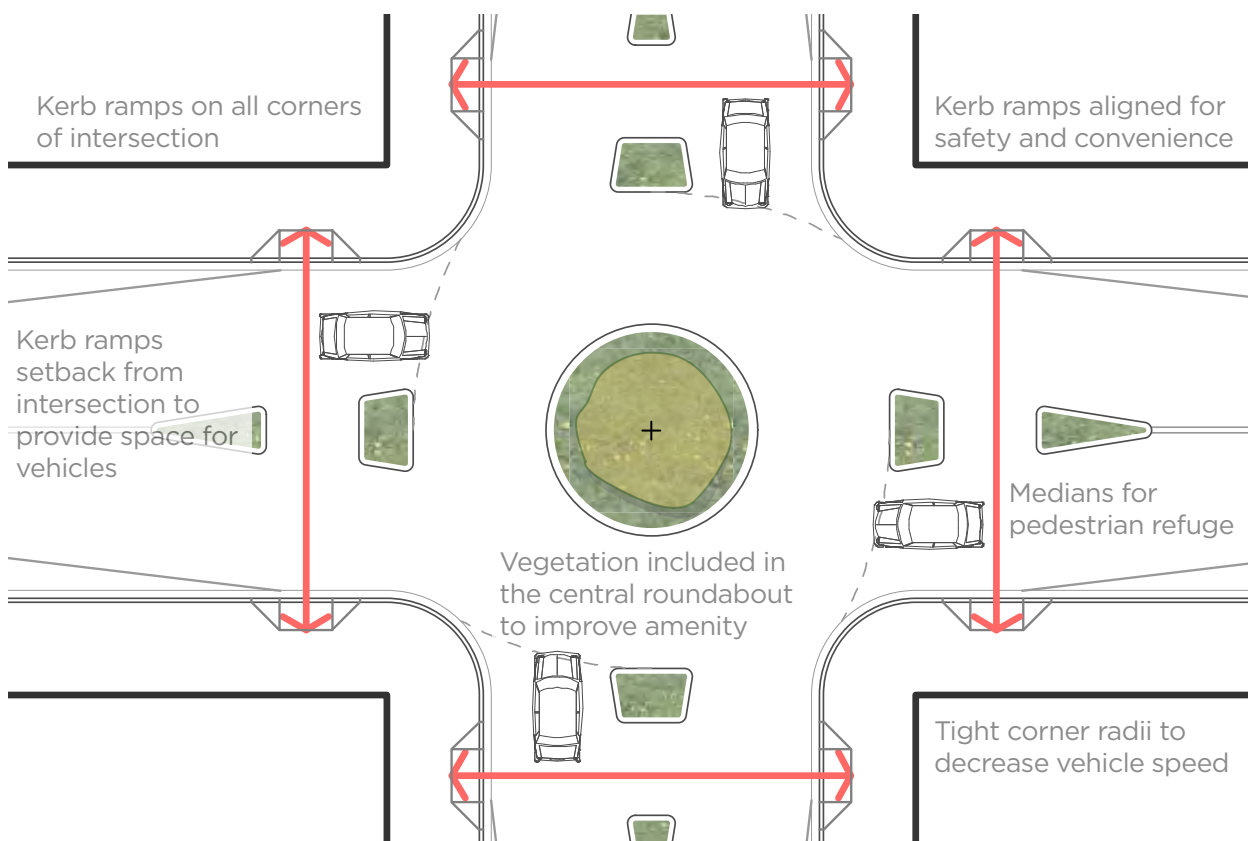 Kerb ramps on all corners
of intersection
Kerb ramps aligned for
safety and convenience
Kerb ramps
setback from
intersection to
provide space for
vehicles
Medians for
pedestrian refuge
Vegetation included in
the central roundabout
to improve amenity
Tight corner radii to
decrease vehicle speed